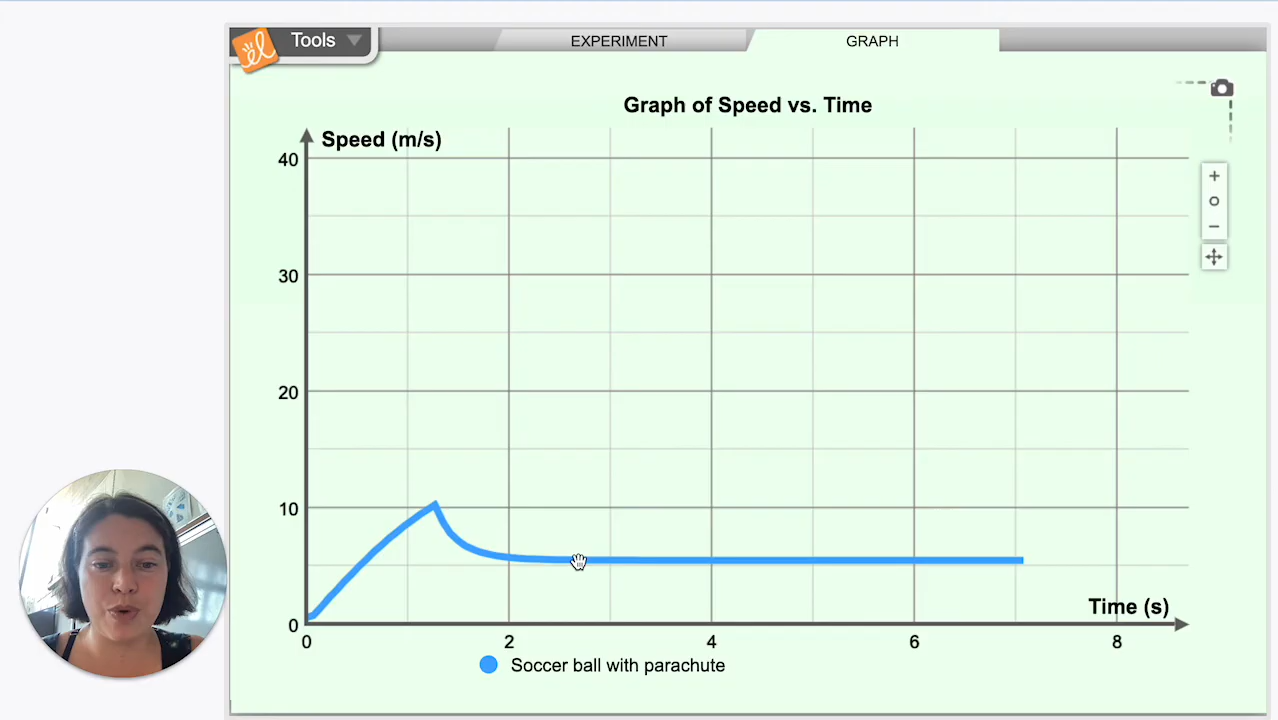 Tools
EXPERIMENT
GRAPH
Graph of Speed vs. Time
Speed (m/s)
40
30
20
10
0
Time (s)
0 2 4 6 8
Soccer ball with parachute